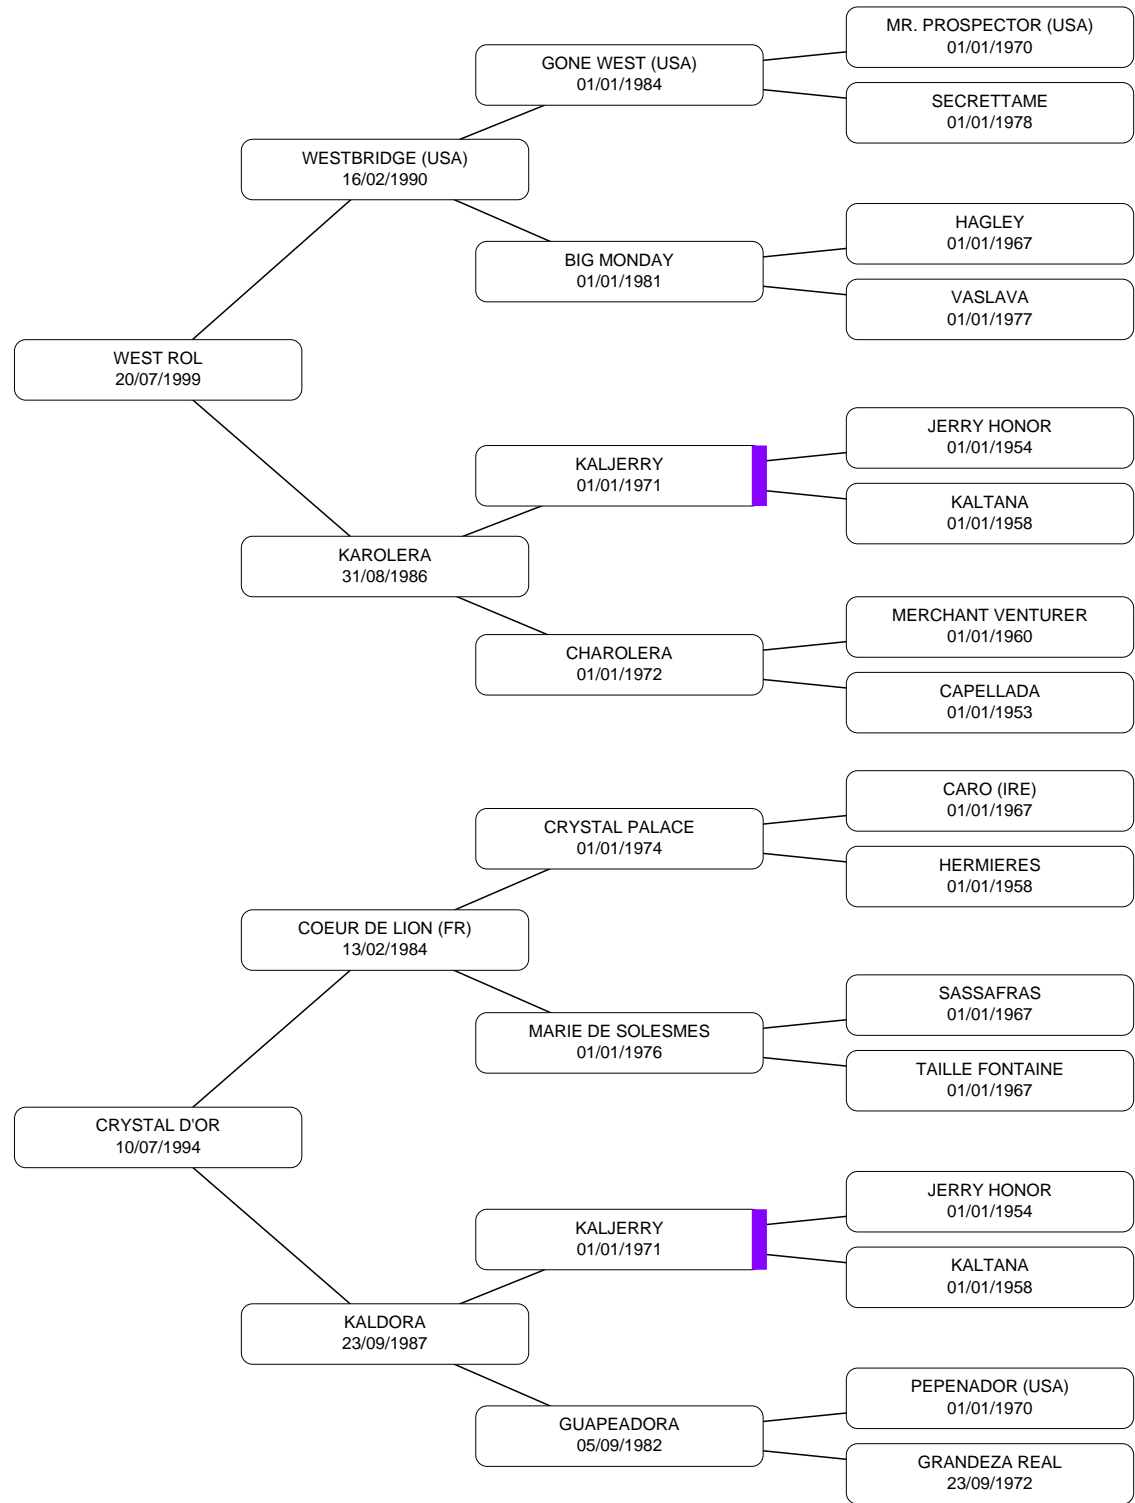 MR. PROSPECTOR (USA)
01/01/1970
GONE WEST (USA)
01/01/1984
SECRETTAME
01/01/1978
WESTBRIDGE (USA)
16/02/1990
HAGLEY
01/01/1967
BIG MONDAY
01/01/1981
VASLAVA
01/01/1977
WEST ROL
20/07/1999
JERRY HONOR
01/01/1954
KALJERRY
01/01/1971
KALTANA
01/01/1958
KAROLERA
31/08/1986
MERCHANT VENTURER
01/01/1960
CHAROLERA
01/01/1972
CAPELLADA
01/01/1953
CARO (IRE)
01/01/1967
CRYSTAL PALACE
01/01/1974
HERMIERES
01/01/1958
COEUR DE LION (FR)
13/02/1984
SASSAFRAS
01/01/1967
MARIE DE SOLESMES
01/01/1976
TAILLE FONTAINE
01/01/1967
CRYSTAL D'OR
10/07/1994
JERRY HONOR
01/01/1954
KALJERRY
01/01/1971
KALTANA
01/01/1958
KALDORA
23/09/1987
PEPENADOR (USA)
01/01/1970
GUAPEADORA
05/09/1982
GRANDEZA REAL
23/09/1972